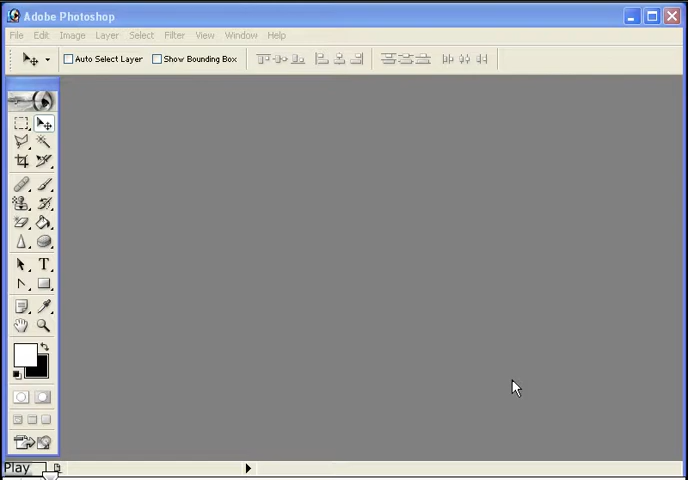 Adobe Photoshop
File Edit Image Layer Select Filter View Window Help
Auto Select Layer Show Bounding Box
T
Play